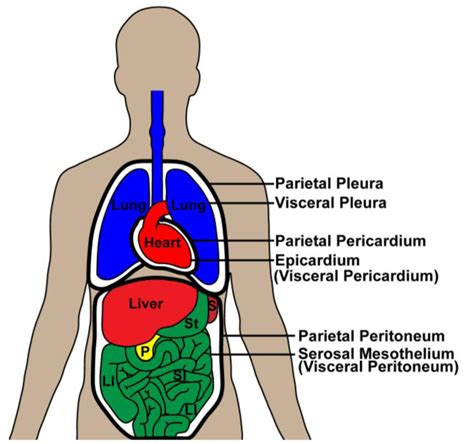 Parietal Pleura
Lung Lung
Visceral Pleura
Heart
Parietal Pericardium
Epicardium
(Visceral Pericardium)
Liver
S
St
Parietal Peritoneum
P
Serosal Mesothelium
(Visceral Peritoneum)
LI
SI
LI